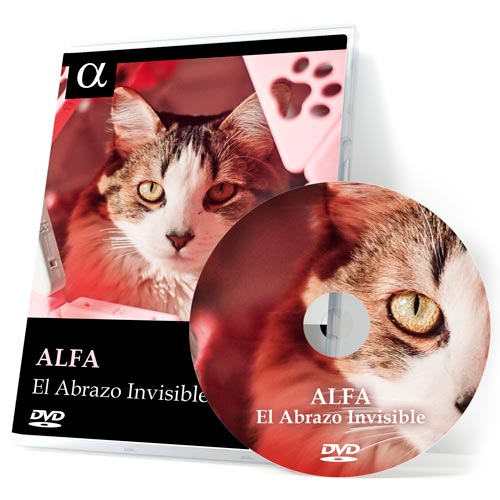 α
ALFA
El Abrazo Invisible
DVD
ALFA
El Abrazo Invisible
DVD